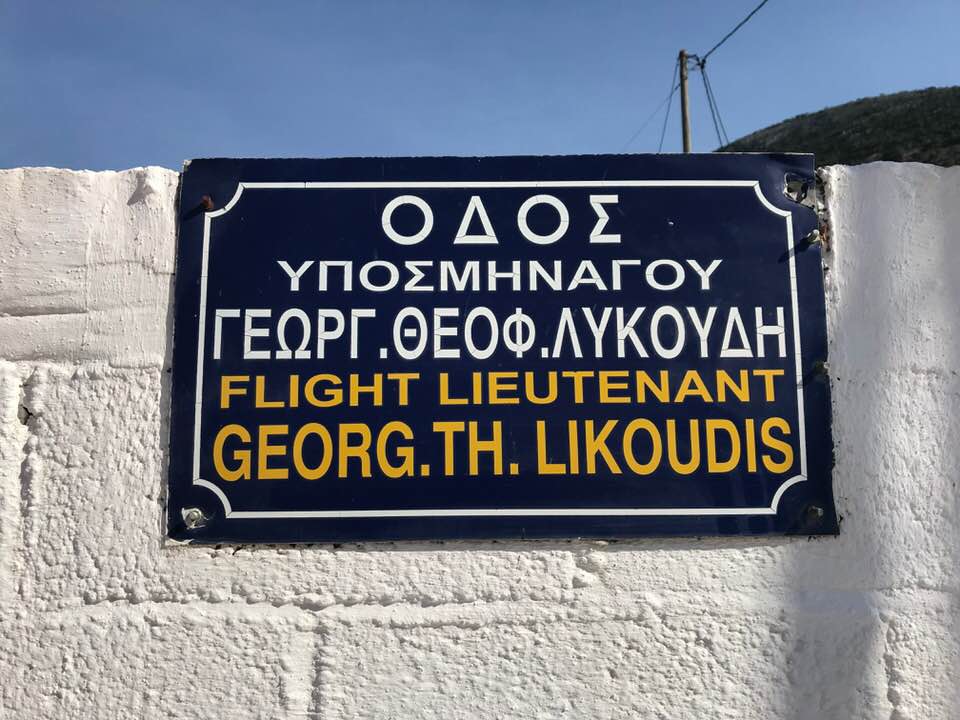 ΟΔΟΣ
ΥΠΟΣΜΗΝΑΓΟΥ
ΓΕΩΡΓ.ΘΕΟΦ.ΛΥΚΟΥΔΗ
FLIGHT LIEUTENANT
GEORG.TH. LIKOUDIS